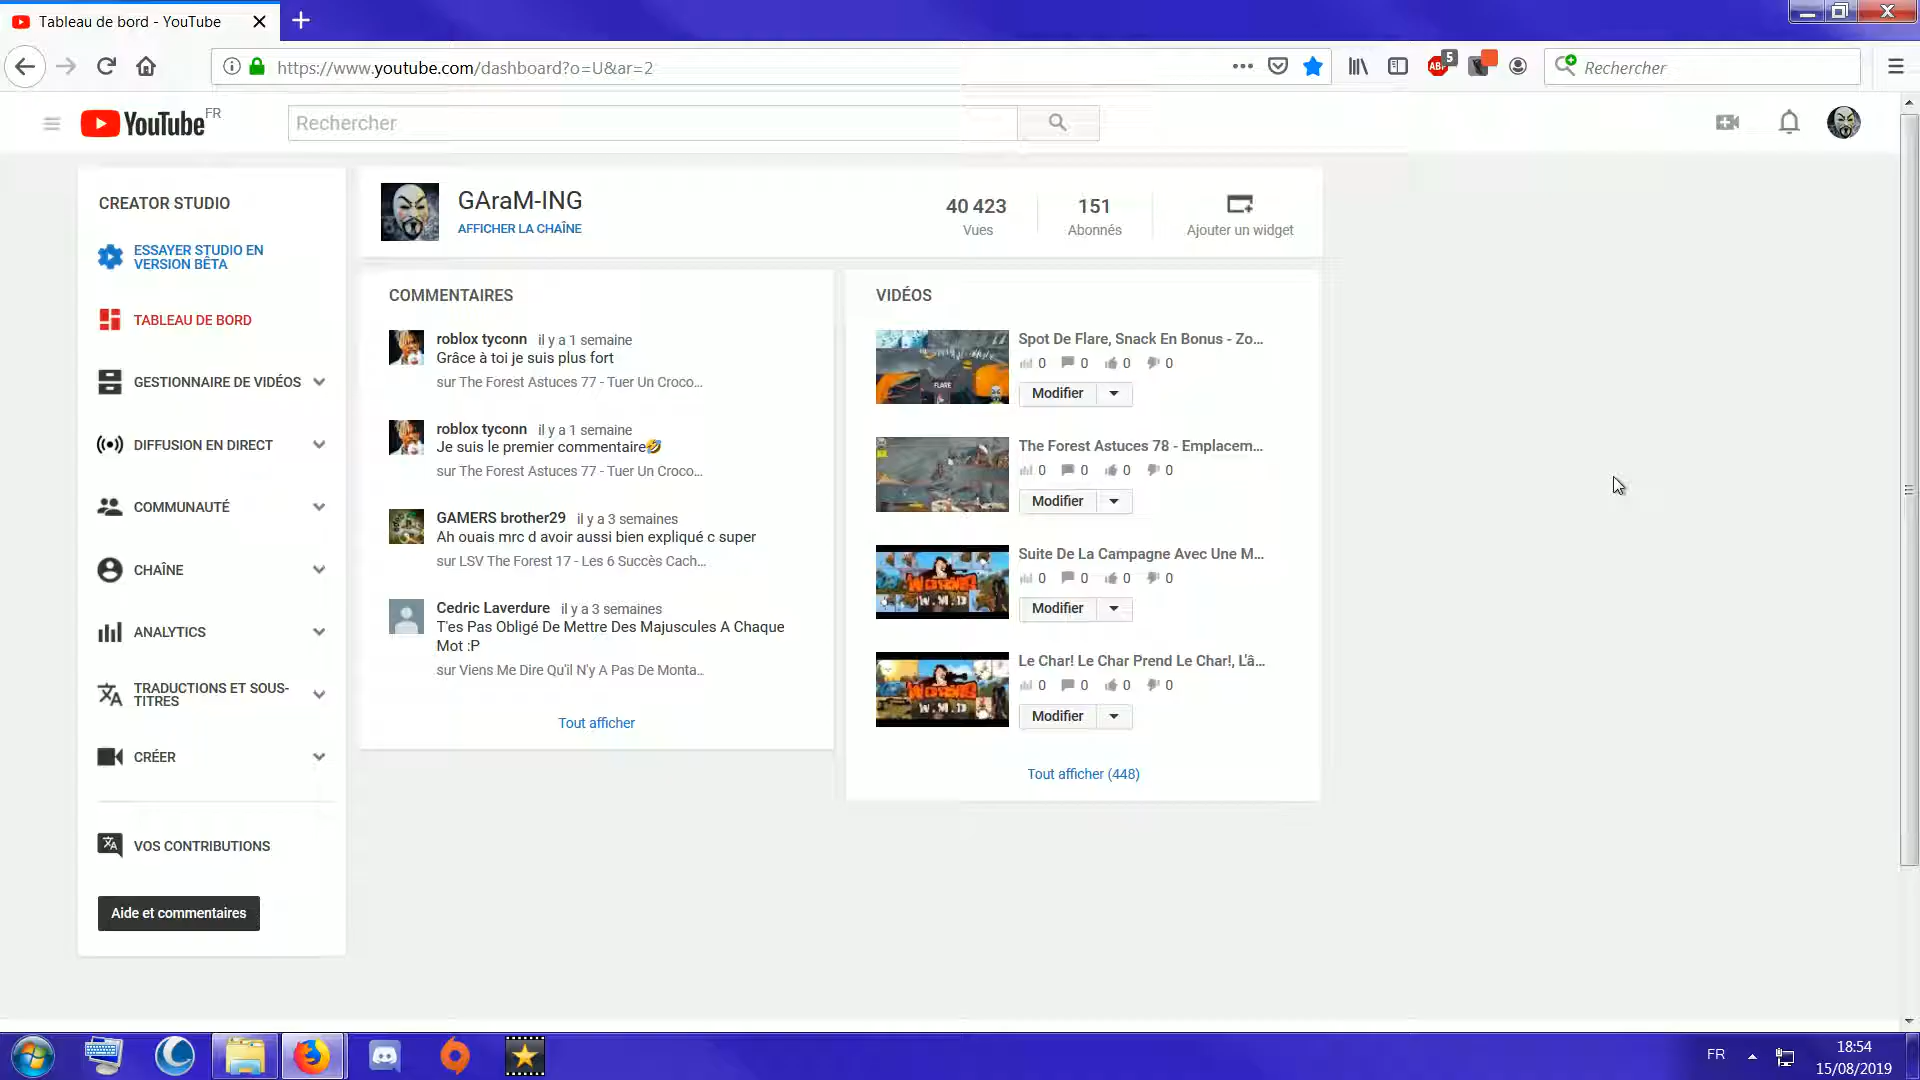 Tableau de bord - YouTube
https://www.youtube.com/dashboard?o=U&ar=2
ABP
5
Rechercher
YouTube FR
Rechercher
CREATOR STUDIO
ESSAYER STUDIO EN
VERSION BÊTA
TABLEAU DE BORD
GESTIONNAIRE DE VIDÉOS
DIFFUSION EN DIRECT
COMMUNAUTÉ
CHAÎNE
ANALYTICS
TRADUCTIONS ET SOUS-
TITRES
CRÉER
VOS CONTRIBUTIONS
Aide et commentaires
GAraM-ING
AFFICHER LA CHAÎNE
40 423
Vues
151
Abonnés
Ajouter un widget
COMMENTAIRES
roblox tyconn il y a 1 semaine
Grâce à toi je suis plus fort
sur The Forest Astuces 77 - Tuer Un Croco...
roblox tyconn il y a 1 semaine
Je suis le premier commentaire🤣
sur The Forest Astuces 77 - Tuer Un Croco...
GAMERS brother29 il y a 3 semaines
Ah ouais mrc d avoir aussi bien expliqué c super
sur LSV The Forest 17 - Les 6 Succès Cach...
Cedric Laverdure il y a 3 semaines
T'es Pas Obligé De Mettre Des Majuscules A Chaque
Mot :P
sur Viens Me Dire Qu'il N'y A Pas De Monta...
Tout afficher
VIDÉOS
FLARE
Spot De Flare, Snack En Bonus - Zo...
0 0 0 0
Modifier
The Forest Astuces 78 - Emplacem...
0 0 0 0
Modifier
WORMS
W.M.D
Suite De La Campagne Avec Une M...
0 0 0 0
Modifier
WORMS
W.M.D
Le Char! Le Char Prend Le Char!, L'â...
0 0 0 0
Modifier
Tout afficher (448)
FR
18:54
15/08/2019